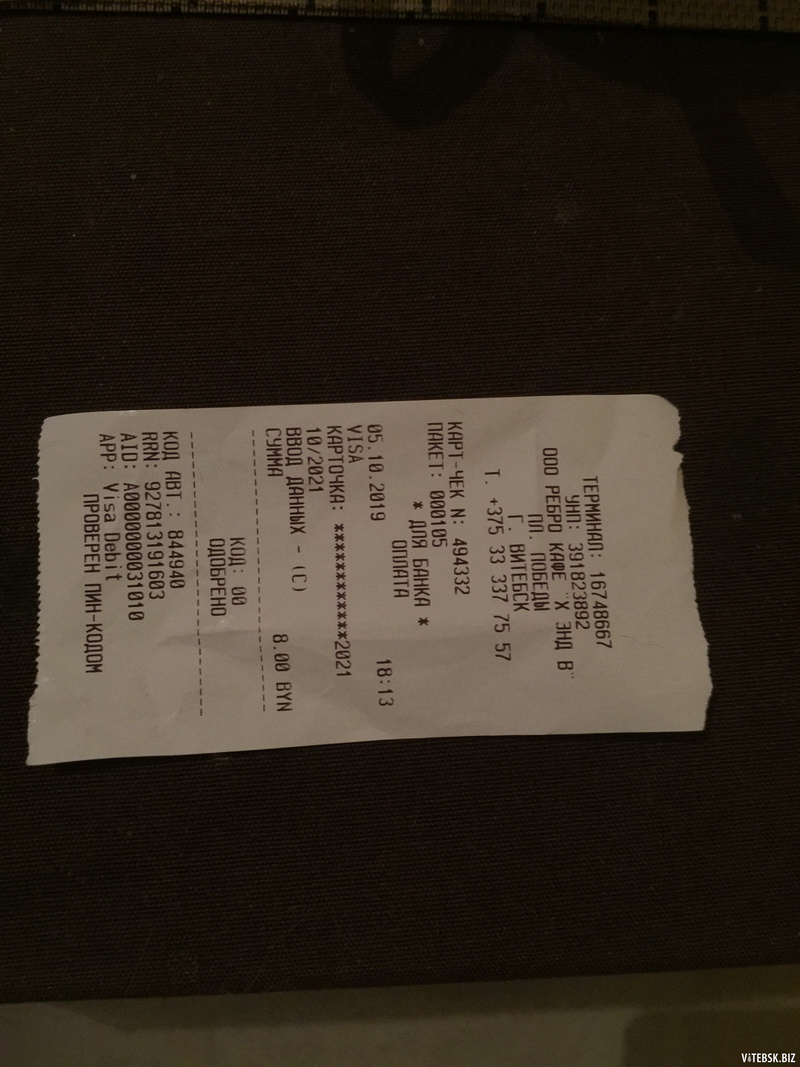 ТЕРМИНАЛ: 16748667
УНП: 391823892
ООО РЕБРО КАФЕ "Х ЭНД В"
ПЛ. ПОБЕДЫ
Г. ВИТЕБСК
Т. +375 33 337 75 57
КАРТ-ЧЕК N: 494332
ПАКЕТ: 000105
* ДЛЯ БАНКА *
ОПЛАТА
05.10.2019 18:13
VISA
КАРТОЧКА: ************2021
10/2021
ВВОД ДАННЫХ - (C)
СУММА 8.00 BYN
КОД: 00
ОДОБРЕНО
КОД АВТ : 844940
RRN: 927813191603
AID: A0000000031010
APP: Visa Debit
ПРОВЕРЕН ПИН-КОДОМ
VITEBSK.BIZ